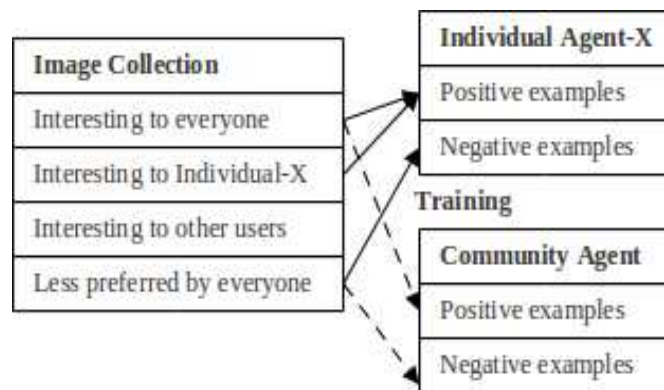 Image Collection
Interesting to everyone
Interesting to Individual-X
Interesting to other users
Less preferred by everyone
Individual Agent-X
Positive examples
Negative examples
Training
Community Agent
Positive examples
Negative examples